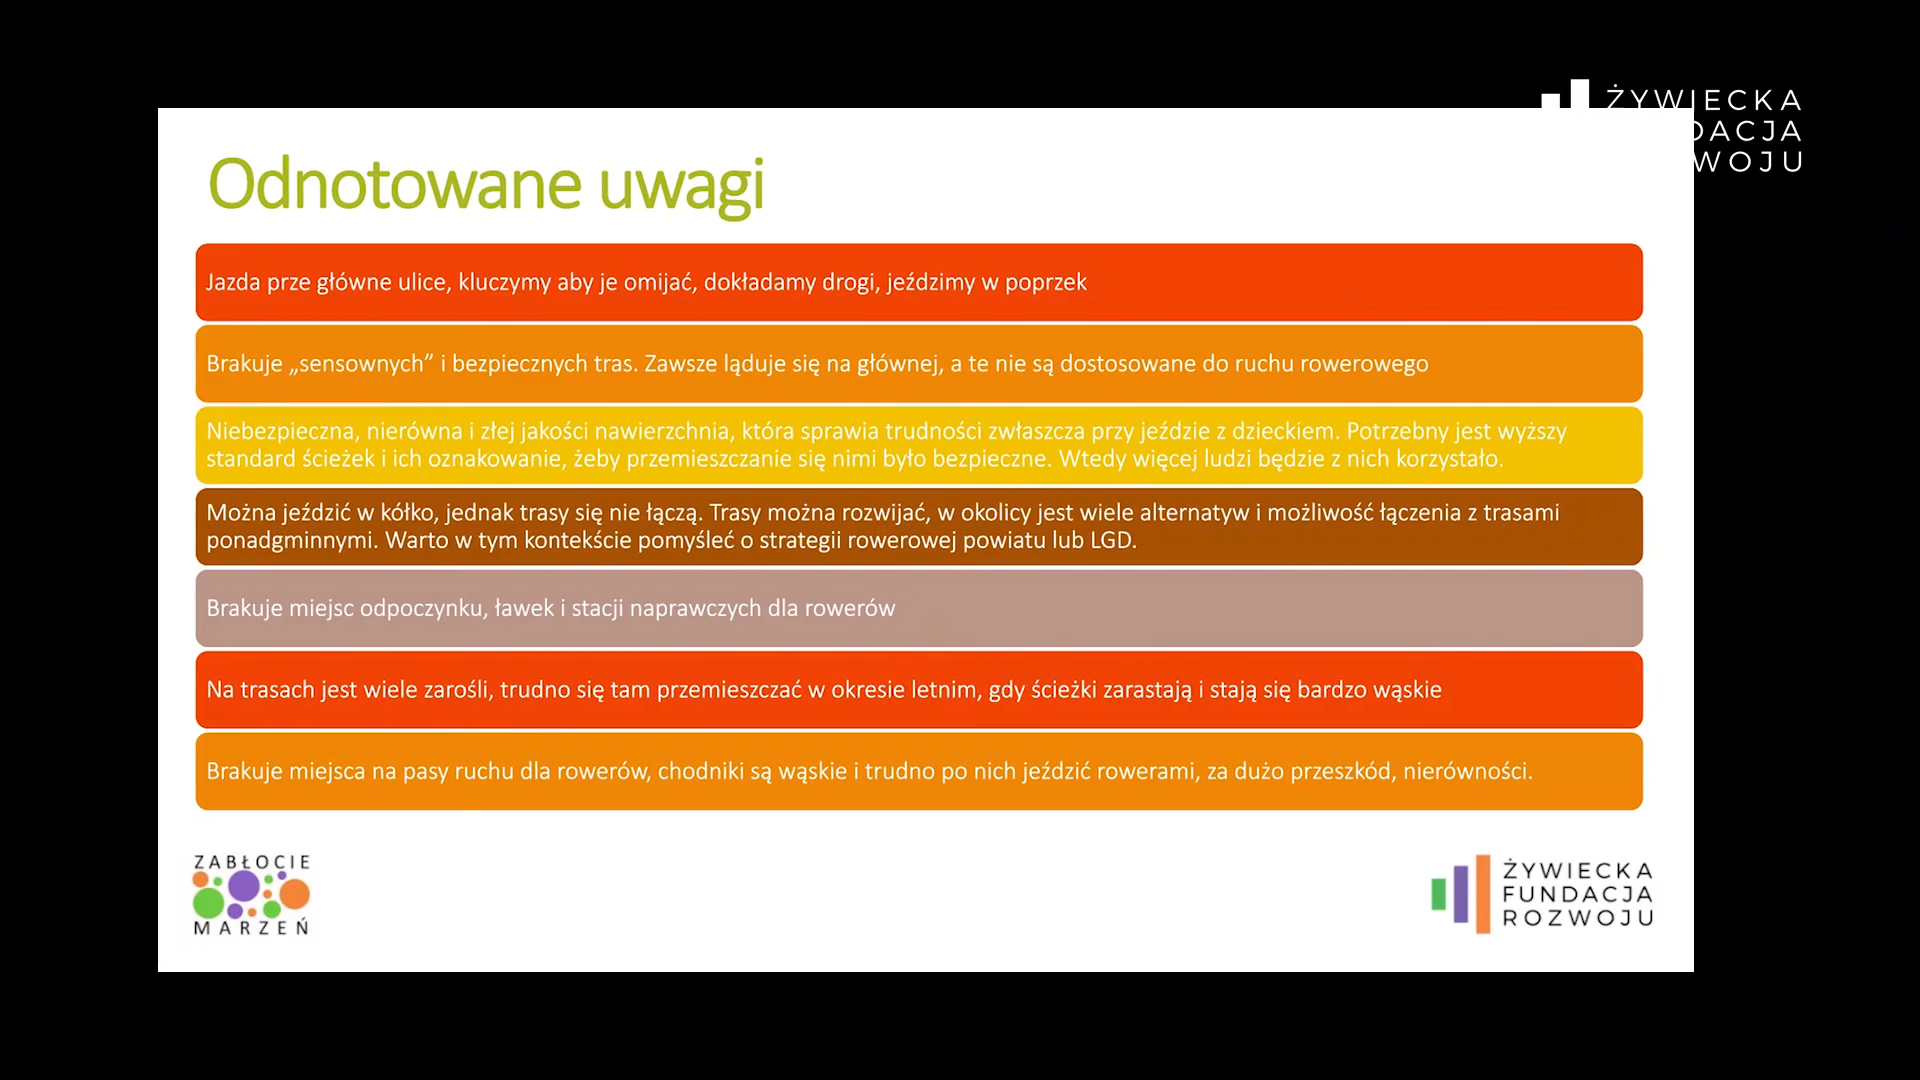 ŻYWIECKA
DACJA
WOJU
Odnotowane uwagi
Jazda prze główne ulice, kluczymy aby je omijać, dokładamy drogi, jeździmy w poprzek
Brakuje „sensownych” i bezpiecznych tras. Zawsze ląduje się na głównej, a te nie są dostosowane do ruchu rowerowego
Niebezpieczna, nierówna i złej jakości nawierzchnia, która sprawia trudności zwłaszcza przy jeździe z dzieckiem. Potrzebny jest wyższy
standard ścieżek i ich oznakowanie, żeby przemieszczanie się nimi było bezpieczne. Wtedy więcej ludzi będzie z nich korzystało.
Można jeździć w kółko, jednak trasy się nie łączą. Trasy można rozwijać, w okolicy jest wiele alternatyw i możliwość łączenia z trasami
ponadgminnymi. Warto w tym kontekście pomyśleć o strategii rowerowej powiatu lub LGD.
Brakuje miejsc odpoczynku, ławek i stacji naprawczych dla rowerów
Na trasach jest wiele zarośli, trudno się tam przemieszczać w okresie letnim, gdy ścieżki zarastają i stają się bardzo wąskie
Brakuje miejsca na pasy ruchu dla rowerów, chodniki są wąskie i trudno po nich jeździć rowerami, za dużo przeszkód, nierówności.
ZABŁOCIE
MARZEŃ
ŻYWIECKA
FUNDACJA
ROZWOJU